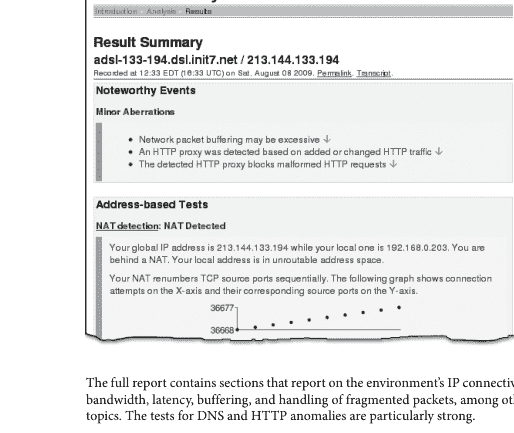 Introduction Analysis Results
Result Summary
adsl-133-194.dsl.init7.net / 213.144.133.194
Recorded at 12:33 EDT (16:33 UTC) on Sat, August 08 2009. Permalink. Transcript.
Noteworthy Events
Minor Aberrations
• Network packet buffering may be excessive ↓
• An HTTP proxy was detected based on added or changed HTTP traffic ↓
• The detected HTTP proxy blocks malformed HTTP requests ↓
Address-based Tests
NAT detection: NAT Detected
Your global IP address is 213.144.133.194 while your local one is 192.168.0.203. You are
behind a NAT. Your local address is in unroutable address space.
Your NAT renumbers TCP source ports sequentially. The following graph shows connection
attempts on the X-axis and their corresponding source ports on the Y-axis.
36677
36668
The full report contains sections that report on the environment's IP connectiv
bandwidth, latency, buffering, and handling of fragmented packets, among ot
topics. The tests for DNS and HTTP anomalies are particularly strong.